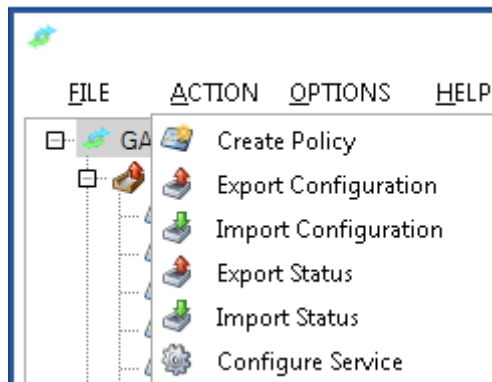 FILE ACTION OPTIONS HELP
GA
Create Policy
Export Configuration
Import Configuration
Export Status
Import Status
Configure Service